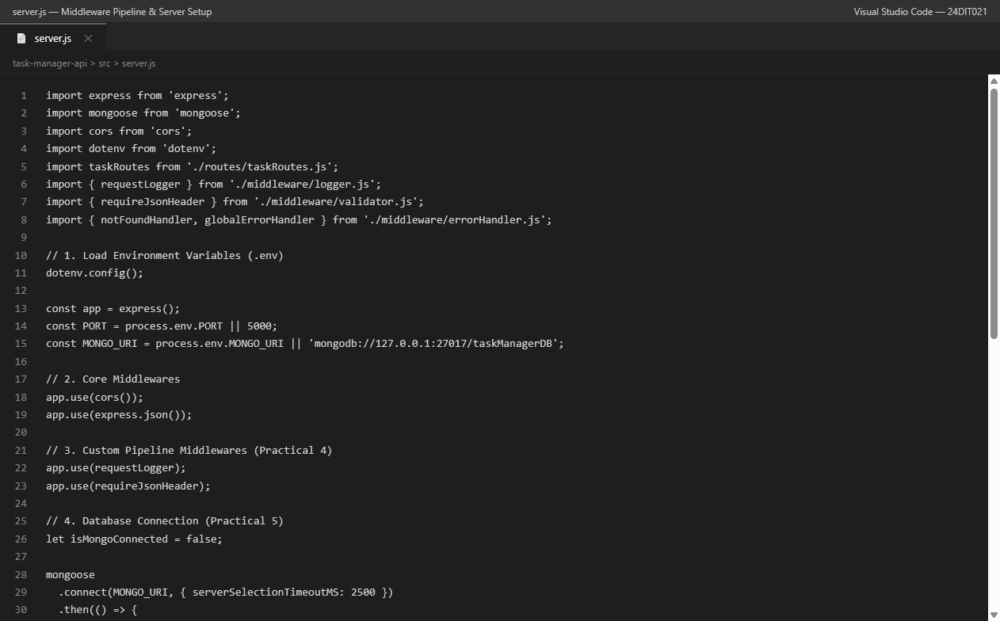 server.js — Middleware Pipeline & Server Setup
Visual Studio Code — 24DIT021
server.js
task-manager-api > src > server.js
1 import express from 'express';
2 import mongoose from 'mongoose';
3 import cors from 'cors';
4 import dotenv from 'dotenv';
5 import taskRoutes from './routes/taskRoutes.js';
6 import { requestLogger } from './middleware/logger.js';
7 import { requireJsonHeader } from './middleware/validator.js';
8 import { notFoundHandler, globalErrorHandler } from './middleware/errorHandler.js';
9
10 // 1. Load Environment Variables (.env)
11 dotenv.config();
12
13 const app = express();
14 const PORT = process.env.PORT || 5000;
15 const MONGO_URI = process.env.MONGO_URI || 'mongodb://127.0.0.1:27017/taskManagerDB';
16
17 // 2. Core Middlewares
18 app.use(cors());
19 app.use(express.json());
20
21 // 3. Custom Pipeline Middlewares (Practical 4)
22 app.use(requestLogger);
23 app.use(requireJsonHeader);
24
25 // 4. Database Connection (Practical 5)
26 let isMongoConnected = false;
27
28 mongoose
29   .connect(MONGO_URI, { serverSelectionTimeoutMS: 2500 })
30   .then(() => {